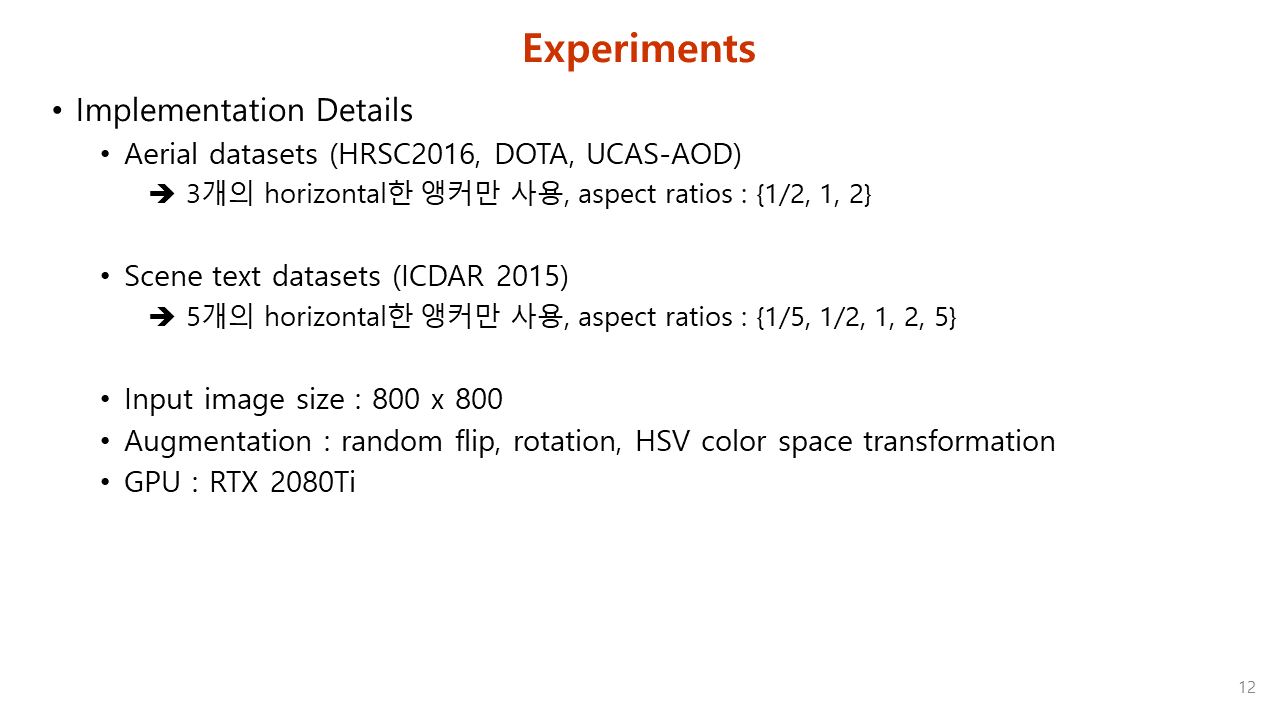 Experiments
• Implementation Details
• Aerial datasets (HRSC2016, DOTA, UCAS-AOD)
➔ 3개의 horizontal한 앵커만 사용, aspect ratios : {1/2, 1, 2}
• Scene text datasets (ICDAR 2015)
➔ 5개의 horizontal한 앵커만 사용, aspect ratios : {1/5, 1/2, 1, 2, 5}
• Input image size : 800 x 800
• Augmentation : random flip, rotation, HSV color space transformation
• GPU : RTX 2080Ti
12